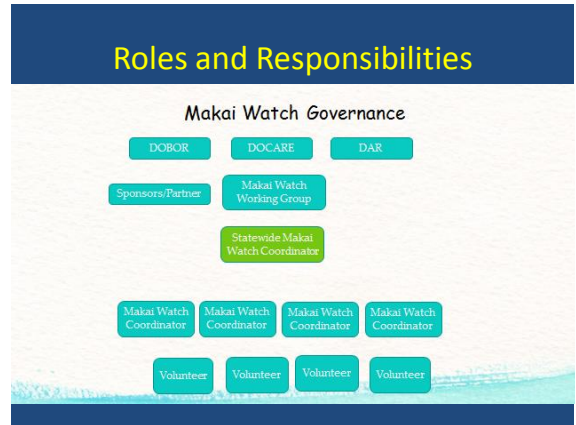 Roles and Responsibilities
Makai Watch Governance
DOBOR
DOCARE
DAR
Sponsors/Partner
Makai Watch
Working Group
Statewide Makai
Watch Coordinator
Makai Watch
Coordinator
Makai Watch
Coordinator
Makai Watch
Coordinator
Makai Watch
Coordinator
Volunteer
Volunteer
Volunteer
Volunteer